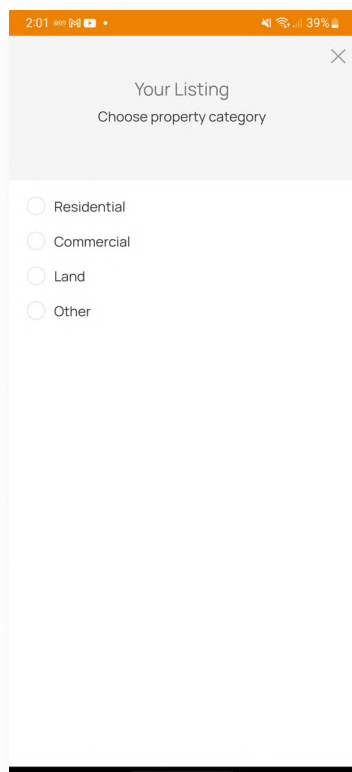 2:01
39%
Your Listing
Choose property category
Residential
Commercial
Land
Other